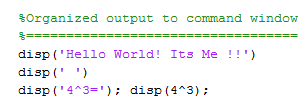 %Organized output to command window
%==================================
disp('Hello World! Its Me !!')
disp(' ')
disp('4^3='); disp(4^3);